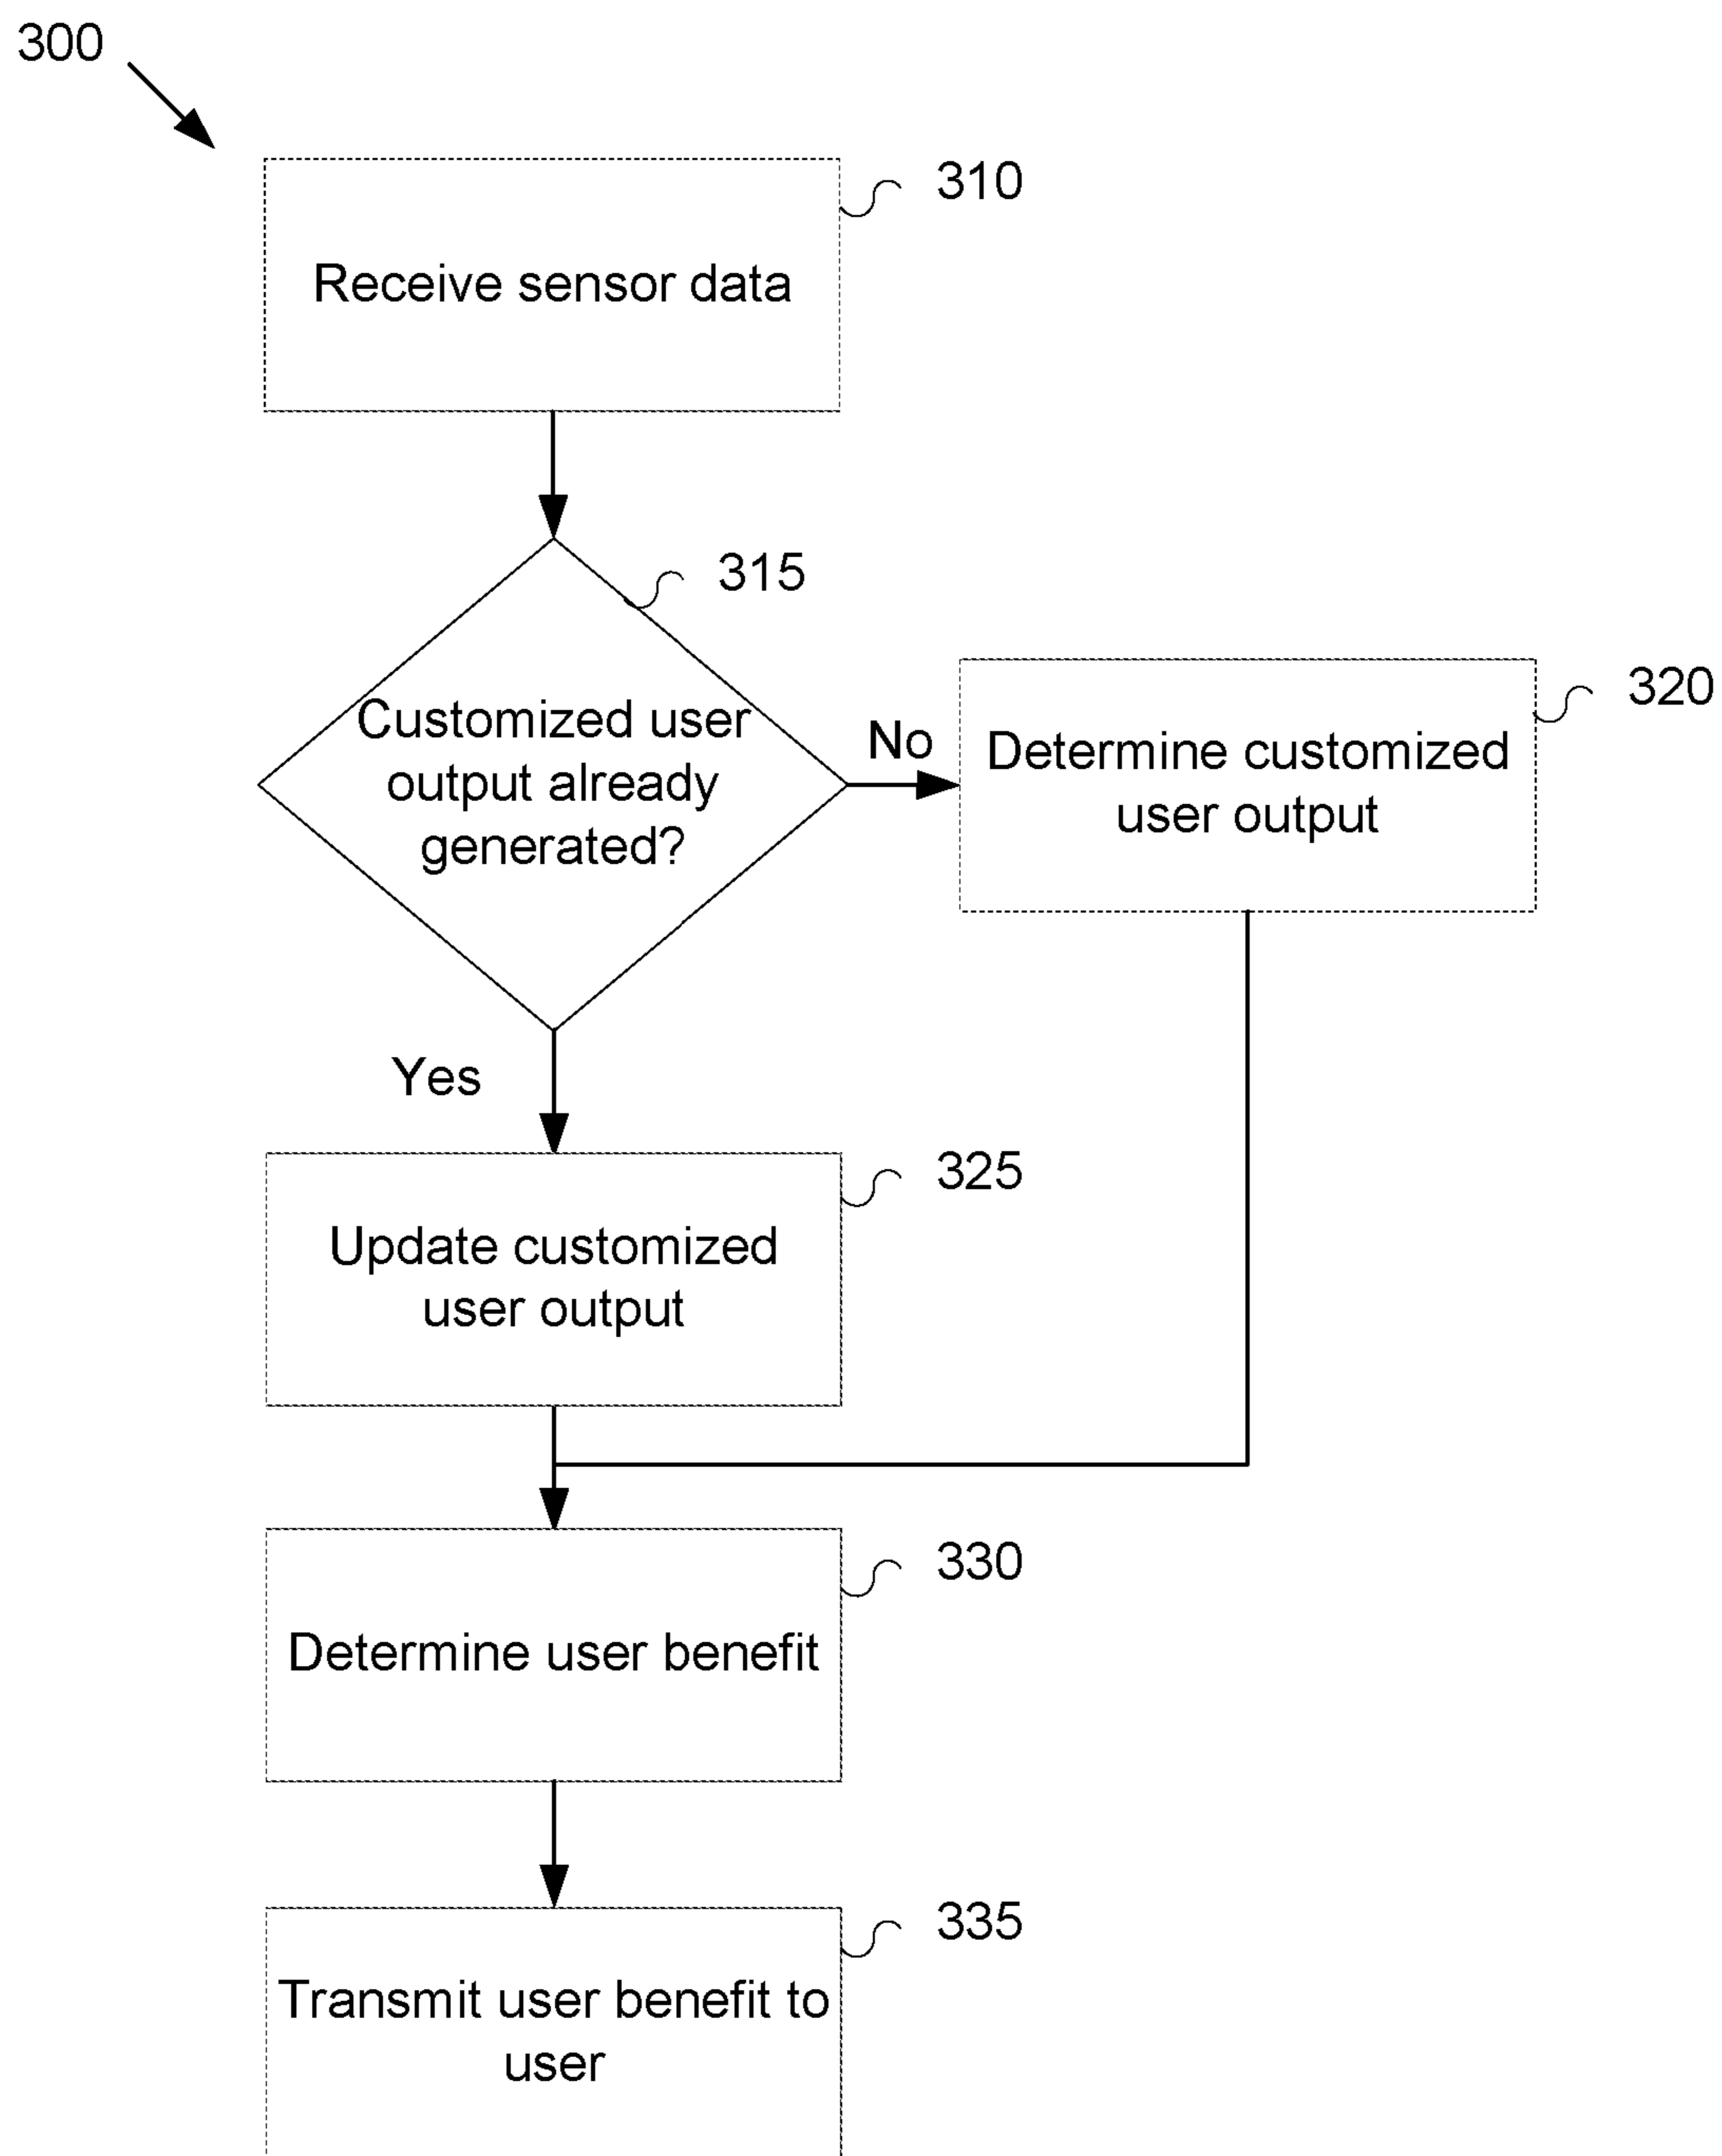 300
310
Receive sensor data
315
Customized user
output already
generated?
No
320
Determine customized
user output
Yes
325
Update customized
user output
330
Determine user benefit
335
Transmit user benefit to
user